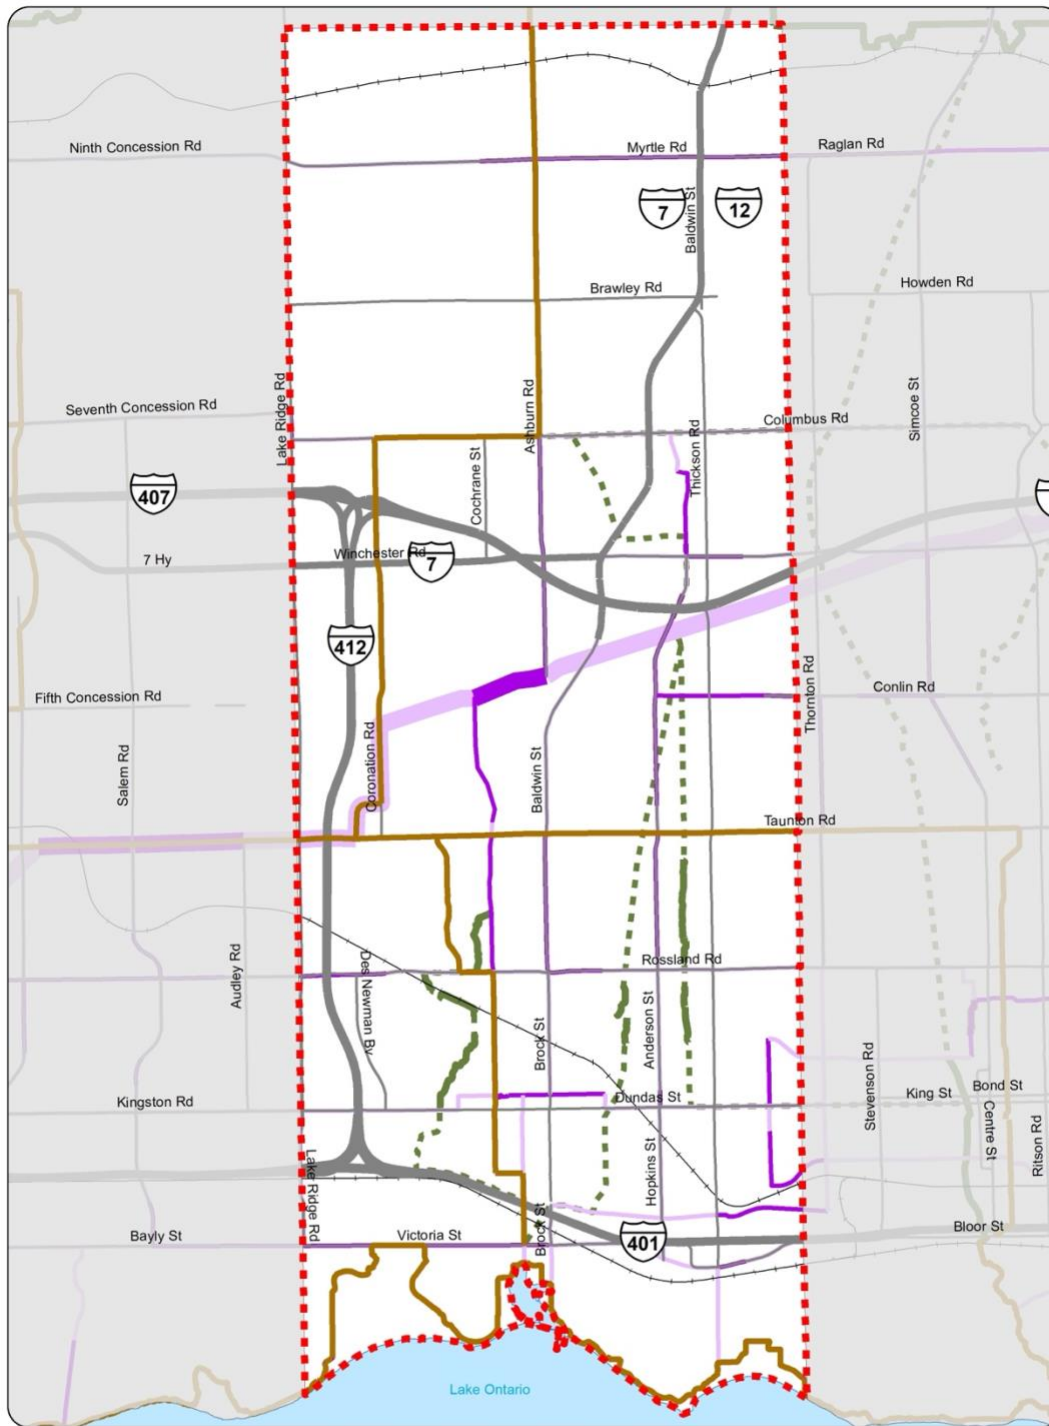 Ninth Concession Rd
Myrtle Rd
Raglan Rd
7
12
Baldwin St
Brawley Rd
Howden Rd
Seventh Concession Rd
Lake Ridge Rd
Ashburn Rd
Columbus Rd
Simcoe St
Thickson Rd
Cochrane St
407
7 Hy
Winchester Rd
7
412
Fifth Concession Rd
Conlin Rd
Thornton Rd
Salem Rd
Coronation Rd
Baldwin St
Taunton Rd
Rossland Rd
Audley Rd
Des Newman By
Brock St
Anderson St
Stevenson Rd
Kingston Rd
Dundas St
King St
Bond St
Centre St
Ritson Rd
Lake Ridge Rd
Hopkins St
Bayly St
Victoria St
Brock St
401
Bloor St
Lake Ontario